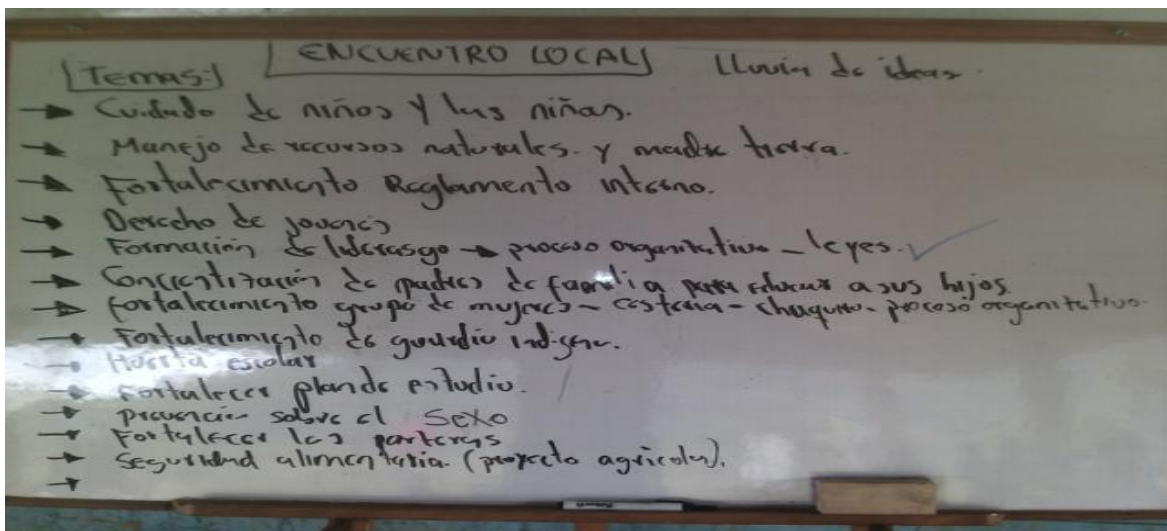 ENCUENTRO LOCAL Lluvia de ideas.
Temas:
→ Cuidado de niños y las niñas.
→ Manejo de recursos naturales. y madre tierra.
→ Fortalecimiento Reglamento interno.
→ Derecho de jovenes
→ Formación de liderasgo → proceso organitativo - leyes. ✓
→ Concientización de padres de familia para educar a sus hijos
→ fortalecimiento grupo de mujeres - cesteria - chaquira - proceso organitativo.
→ Fortalecimiento de guardia indigena.
→ Huerta escolar
→ Fortalecer plan de estudio.
→ prevención sobre el sexo
→ Fortalecer las parteras
→ seguridad alimentaria. (proyecto agricola).
→